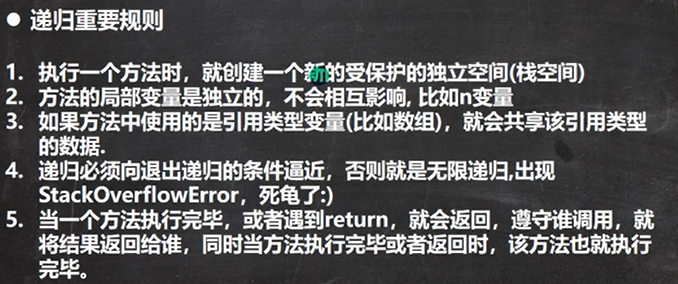 ● 递归重要规则
1. 执行一个方法时，就创建一个新的受保护的独立空间(栈空间)
2. 方法的局部变量是独立的，不会相互影响, 比如n变量
3. 如果方法中使用的是引用类型变量(比如数组)，就会共享该引用类型
的数据.
4. 递归必须向退出递归的条件逼近，否则就是无限递归,出现
StackOverflowError，死龟了:)
5. 当一个方法执行完毕，或者遇到return，就会返回，遵守谁调用，就
将结果返回给谁，同时当方法执行完毕或者返回时，该方法也就执行
完毕。